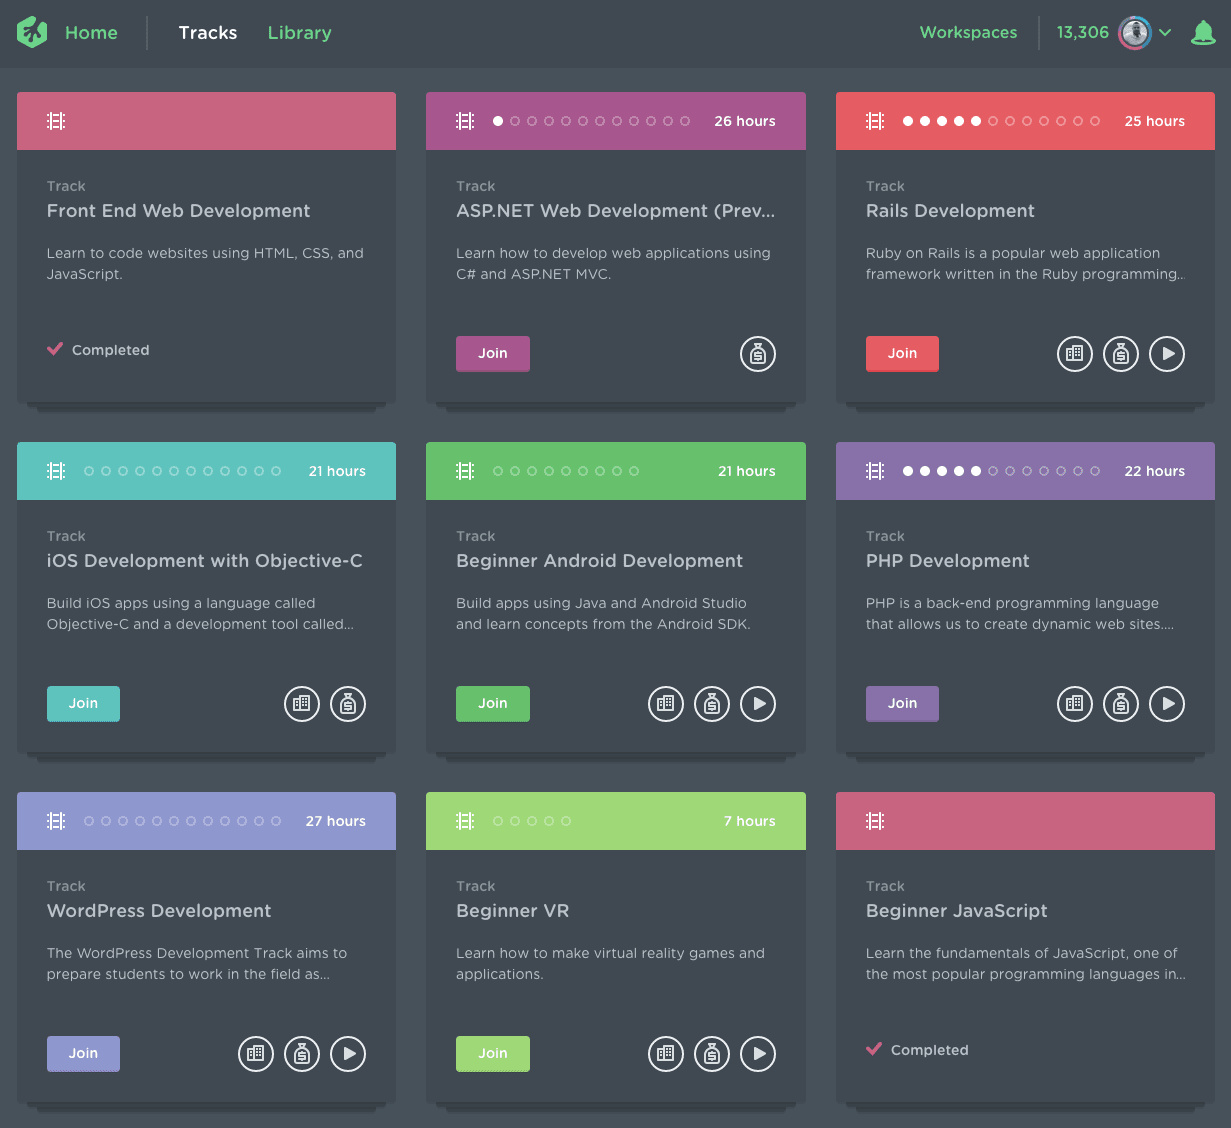 Home
Tracks
Library
Workspaces
13,306
Track
Front End Web Development
Learn to code websites using HTML, CSS, and
JavaScript.
Completed
26 hours
Track
ASP.NET Web Development (Prev...
Learn how to develop web applications using
C# and ASP.NET MVC.
Join
25 hours
Track
Rails Development
Ruby on Rails is a popular web application
framework written in the Ruby programming...
Join
21 hours
Track
iOS Development with Objective-C
Build iOS apps using a language called
Objective-C and a development tool called...
Join
21 hours
Track
Beginner Android Development
Build apps using Java and Android Studio
and learn concepts from the Android SDK.
Join
22 hours
Track
PHP Development
PHP is a back-end programming language
that allows us to create dynamic web sites....
Join
27 hours
Track
WordPress Development
The WordPress Development Track aims to
prepare students to work in the field as...
Join
7 hours
Track
Beginner VR
Learn how to make virtual reality games and
applications.
Join
Track
Beginner JavaScript
Learn the fundamentals of JavaScript, one of
the most popular programming languages in...
Completed